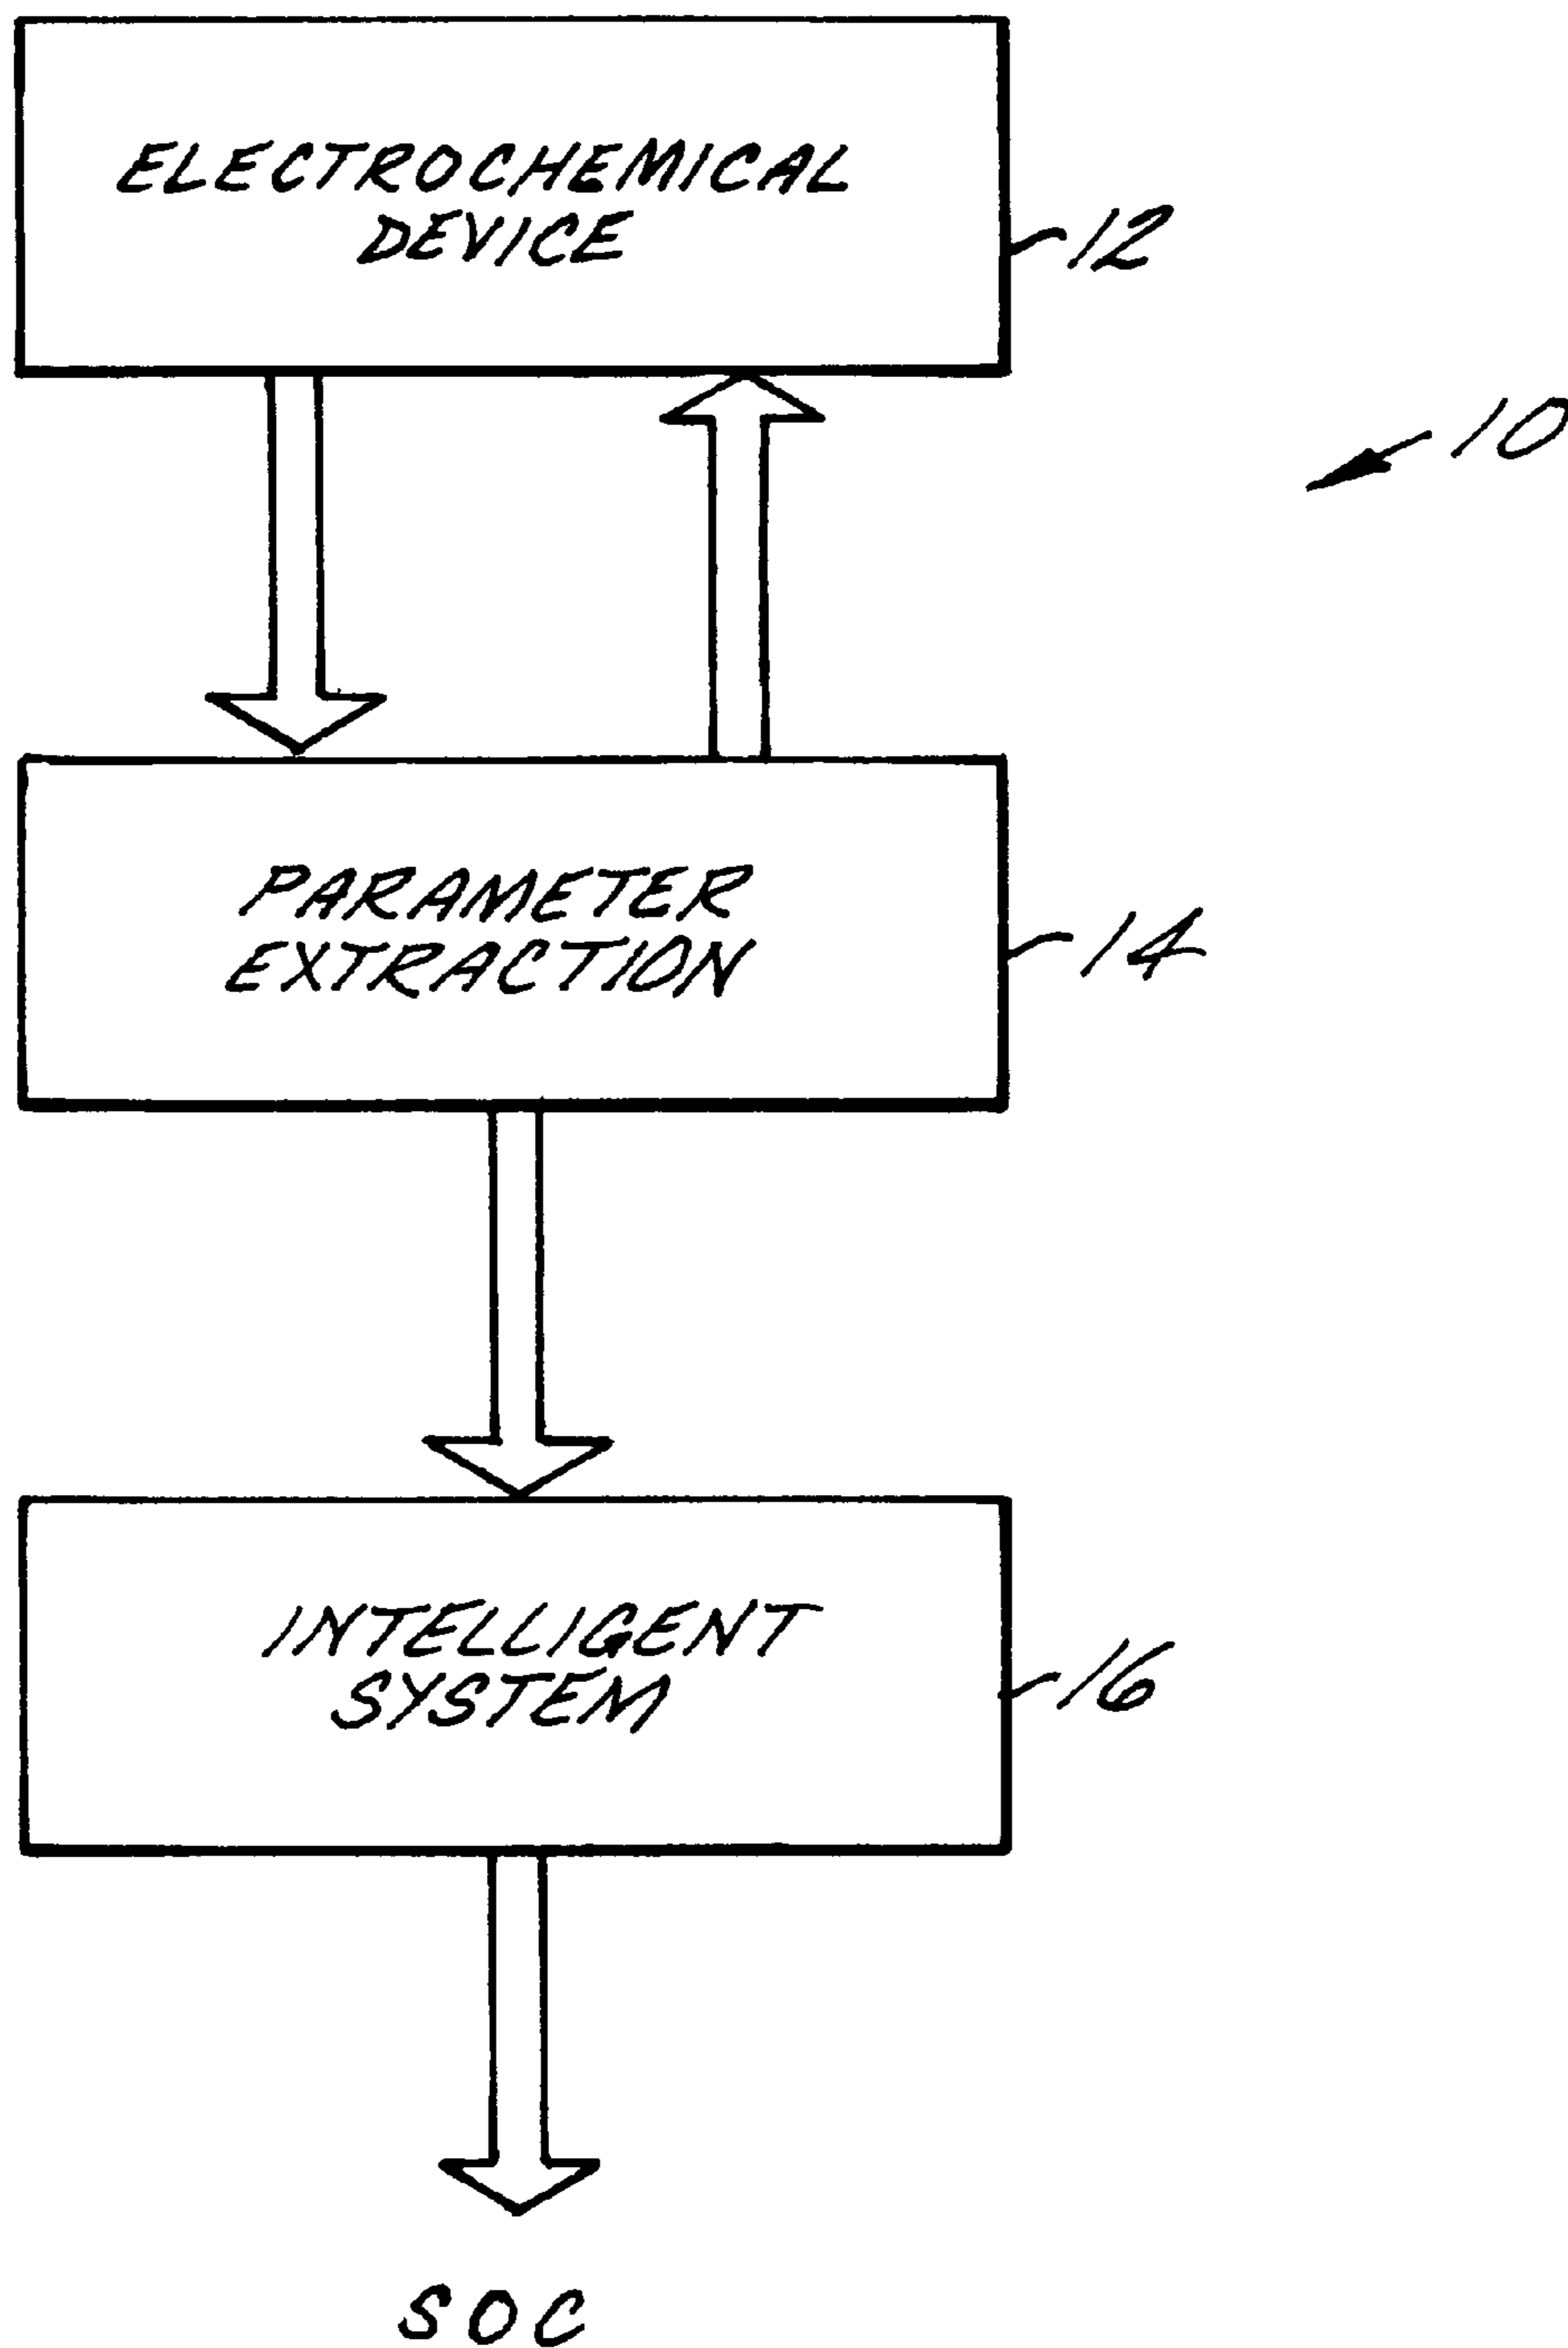 ELECTROCHEMICAL
DEVICE
12
10
PARAMETER
EXTRACTION
14
INTELLIGENT
SYSTEM
16
SOC